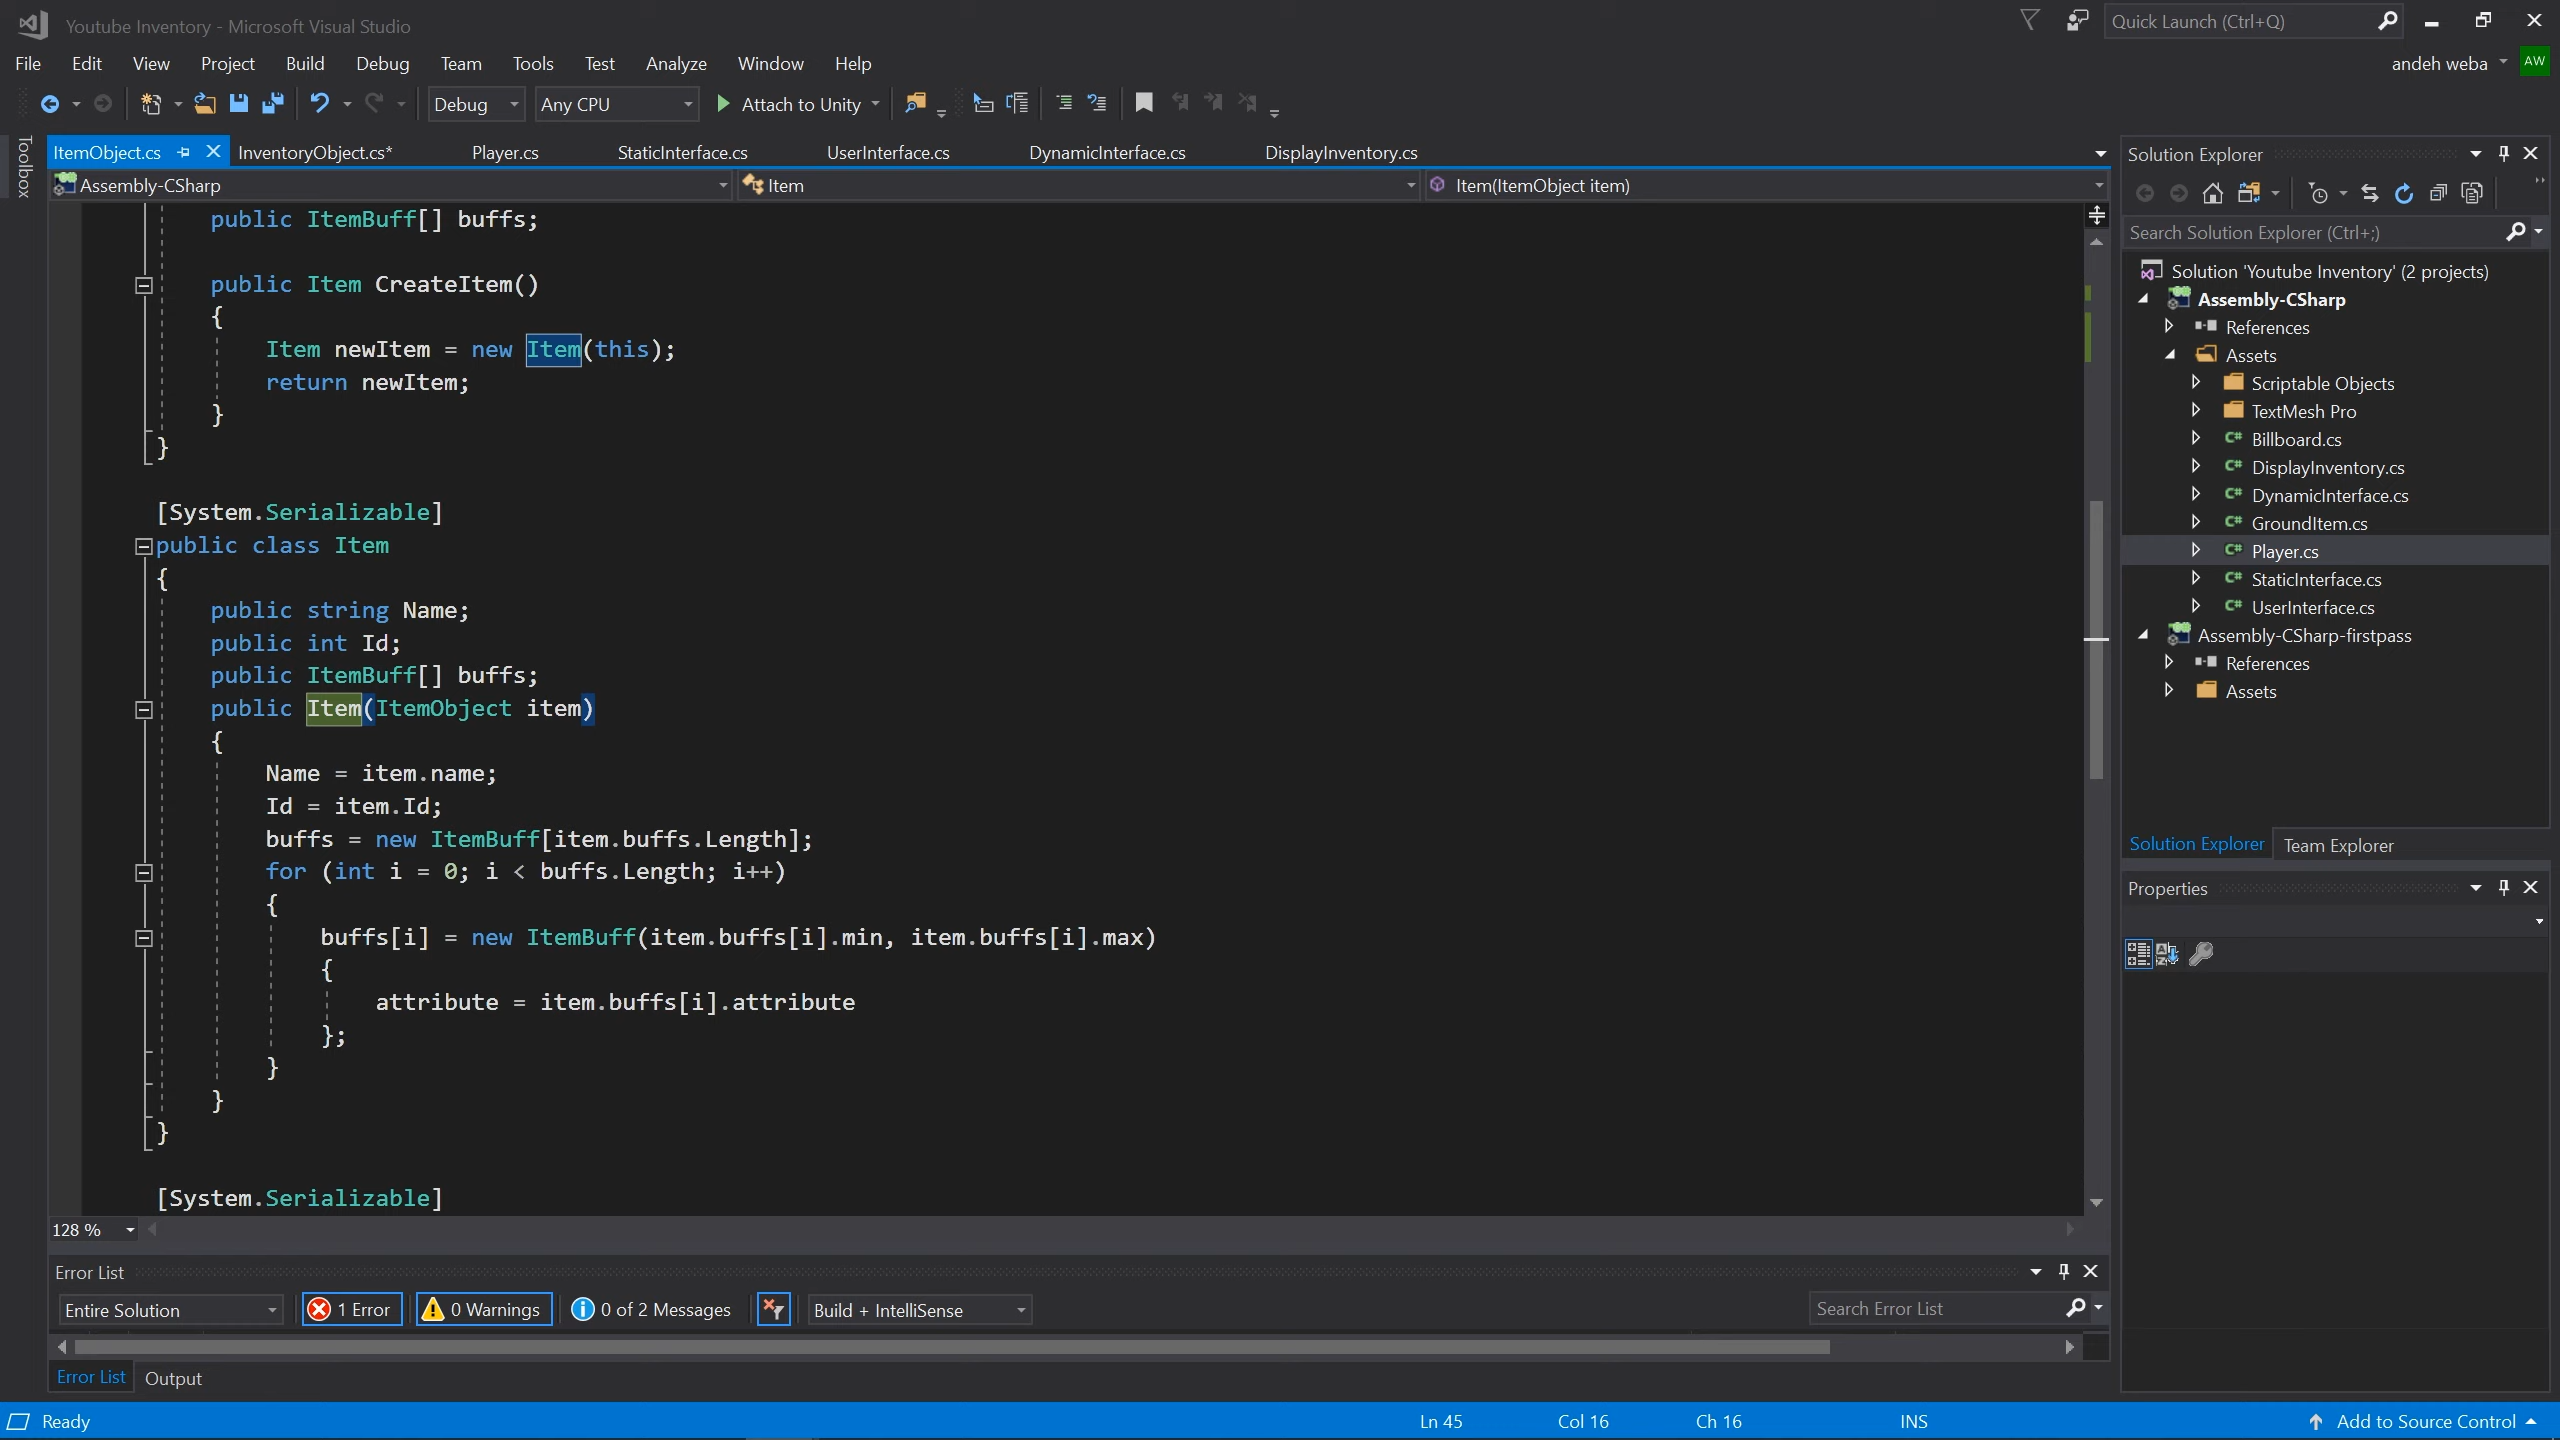 Youtube Inventory - Microsoft Visual Studio
Quick Launch (Ctrl+Q)
File Edit View Project Build Debug Team Tools Test Analyze Window Help
andeh weba AW
Debug Any CPU Attach to Unity
Toolbox
ItemObject.cs InventoryObject.cs* Player.cs StaticInterface.cs UserInterface.cs DynamicInterface.cs DisplayInventory.cs
Assembly-CSharp Item Item(ItemObject item)
public ItemBuff[] buffs;
public Item CreateItem()
{
Item newItem = new Item(this);
return newItem;
}
}
[System.Serializable]
public class Item
{
public string Name;
public int Id;
public ItemBuff[] buffs;
public Item(ItemObject item)
{
Name = item.name;
Id = item.Id;
buffs = new ItemBuff[item.buffs.Length];
for (int i = 0; i < buffs.Length; i++)
{
buffs[i] = new ItemBuff(item.buffs[i].min, item.buffs[i].max)
{
attribute = item.buffs[i].attribute
};
}
}
}
[System.Serializable]
128 %
Error List
Entire Solution 1 Error 0 Warnings 0 of 2 Messages Build + IntelliSense Search Error List
Error List Output
Solution Explorer
Search Solution Explorer (Ctrl+;)
Solution 'Youtube Inventory' (2 projects)
Assembly-CSharp
References
Assets
Scriptable Objects
TextMesh Pro
C# Billboard.cs
C# DisplayInventory.cs
C# DynamicInterface.cs
C# GroundItem.cs
C# Player.cs
C# StaticInterface.cs
C# UserInterface.cs
Assembly-CSharp-firstpass
References
Assets
Solution Explorer Team Explorer
Properties
Ready Ln 45 Col 16 Ch 16 INS Add to Source Control